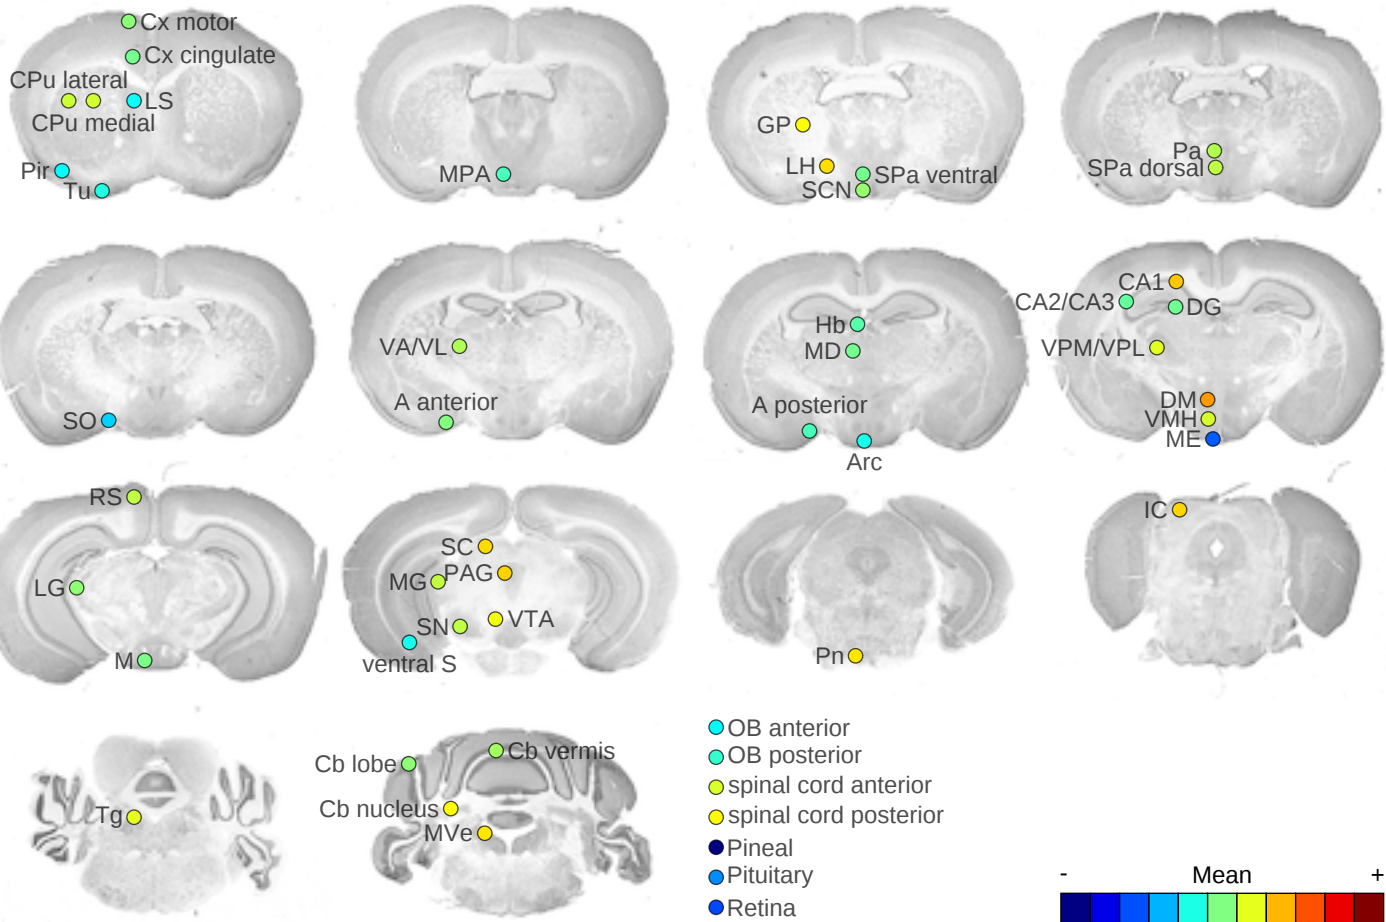 Cx motor
Cx cingulate
CPu lateral
LS
CPu medial
Pir
Tu
MPA
GP
LH
SPa ventral
SCN
Pa
SPa dorsal
SO
VA/VL
A anterior
Hb
MD
A posterior
Arc
CA1
CA2/CA3
DG
VPM/VPL
DM
VMH
ME
RS
LG
M
SC
PAG
MG
VTA
SN
ventral S
Pn
IC
Tg
Cb lobe
Cb vermis
Cb nucleus
MVe
OB anterior
OB posterior
spinal cord anterior
spinal cord posterior
Pineal
Pituitary
Retina
- Mean +